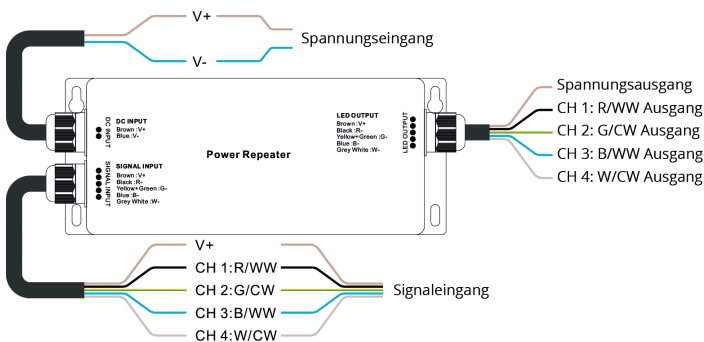 V+
V-
Spannungseingang
DC INPUT
DC INPUT
Brown :V+
Blue :V-
SIGNAL INPUT
SIGNAL INPUT
Brown :V+
Black :R-
Yellow+Green :G-
Blue :B-
Grey White :W-
Power Repeater
LED OUTPUT
Brown :V+
Black :R-
Yellow+Green :G-
Blue :B-
Grey White :W-
LED OUTPUT
Spannungsausgang
CH 1: R/WW Ausgang
CH 2: G/CW Ausgang
CH 3: B/WW Ausgang
CH 4: W/CW Ausgang
V+
CH 1:R/WW
CH 2:G/CW
CH 3:B/WW
CH 4:W/CW
Signaleingang